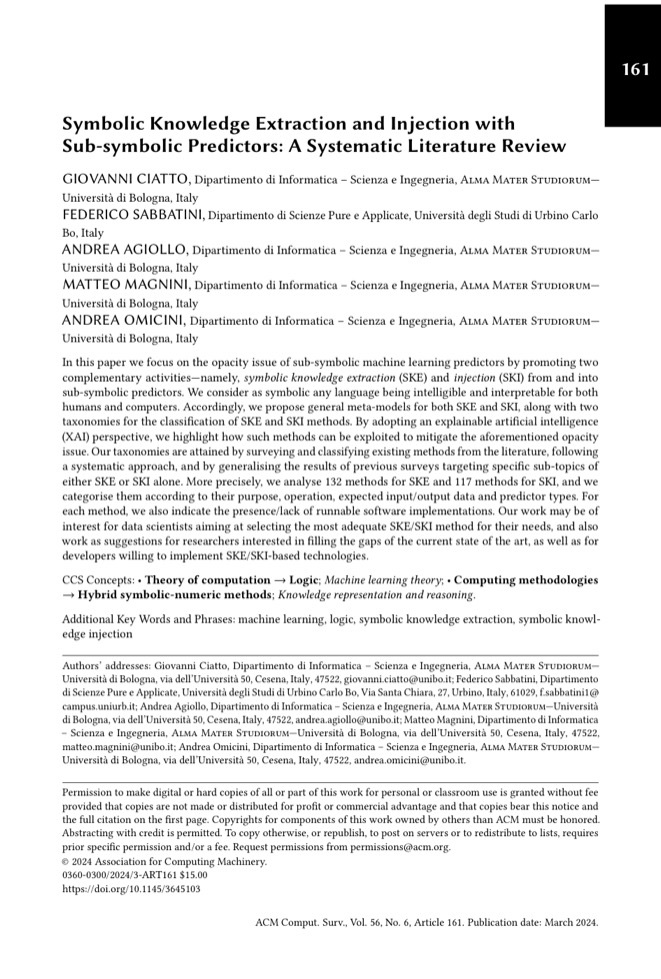 161
Symbolic Knowledge Extraction and Injection with
Sub-symbolic Predictors: A Systematic Literature Review
GIOVANNI CIATTO, Dipartimento di Informatica – Scienza e Ingegneria, Alma Mater Studiorum—
Università di Bologna, Italy
FEDERICO SABBATINI, Dipartimento di Scienze Pure e Applicate, Università degli Studi di Urbino Carlo
Bo, Italy
ANDREA AGIOLLO, Dipartimento di Informatica – Scienza e Ingegneria, Alma Mater Studiorum—
Università di Bologna, Italy
MATTEO MAGNINI, Dipartimento di Informatica – Scienza e Ingegneria, Alma Mater Studiorum—
Università di Bologna, Italy
ANDREA OMICINI, Dipartimento di Informatica – Scienza e Ingegneria, Alma Mater Studiorum—
Università di Bologna, Italy
In this paper we focus on the opacity issue of sub-symbolic machine learning predictors by promoting two
complementary activities—namely, symbolic knowledge extraction (SKE) and injection (SKI) from and into
sub-symbolic predictors. We consider as symbolic any language being intelligible and interpretable for both
humans and computers. Accordingly, we propose general meta-models for both SKE and SKI, along with two
taxonomies for the classification of SKE and SKI methods. By adopting an explainable artificial intelligence
(XAI) perspective, we highlight how such methods can be exploited to mitigate the aforementioned opacity
issue. Our taxonomies are attained by surveying and classifying existing methods from the literature, following
a systematic approach, and by generalising the results of previous surveys targeting specific sub-topics of
either SKE or SKI alone. More precisely, we analyse 132 methods for SKE and 117 methods for SKI, and we
categorise them according to their purpose, operation, expected input/output data and predictor types. For
each method, we also indicate the presence/lack of runnable software implementations. Our work may be of
interest for data scientists aiming at selecting the most adequate SKE/SKI method for their needs, and also
work as suggestions for researchers interested in filling the gaps of the current state of the art, as well as for
developers willing to implement SKE/SKI-based technologies.
CCS Concepts: • Theory of computation → Logic; Machine learning theory; • Computing methodologies
→ Hybrid symbolic-numeric methods; Knowledge representation and reasoning.
Additional Key Words and Phrases: machine learning, logic, symbolic knowledge extraction, symbolic knowl-
edge injection
Authors' addresses: Giovanni Ciatto, Dipartimento di Informatica – Scienza e Ingegneria, Alma Mater Studiorum—
Università di Bologna, via dell'Università 50, Cesena, Italy, 47522, giovanni.ciatto@unibo.it; Federico Sabbatini, Dipartimento
di Scienze Pure e Applicate, Università degli Studi di Urbino Carlo Bo, Via Santa Chiara, 27, Urbino, Italy, 61029, f.sabbatini1@
campus.uniurb.it; Andrea Agiollo, Dipartimento di Informatica – Scienza e Ingegneria, Alma Mater Studiorum—Università
di Bologna, via dell'Università 50, Cesena, Italy, 47522, andrea.agiollo@unibo.it; Matteo Magnini, Dipartimento di Informatica
– Scienza e Ingegneria, Alma Mater Studiorum—Università di Bologna, via dell'Università 50, Cesena, Italy, 47522,
matteo.magnini@unibo.it; Andrea Omicini, Dipartimento di Informatica – Scienza e Ingegneria, Alma Mater Studiorum—
Università di Bologna, via dell'Università 50, Cesena, Italy, 47522, andrea.omicini@unibo.it.
Permission to make digital or hard copies of all or part of this work for personal or classroom use is granted without fee
provided that copies are not made or distributed for profit or commercial advantage and that copies bear this notice and
the full citation on the first page. Copyrights for components of this work owned by others than ACM must be honored.
Abstracting with credit is permitted. To copy otherwise, or republish, to post on servers or to redistribute to lists, requires
prior specific permission and/or a fee. Request permissions from permissions@acm.org.
© 2024 Association for Computing Machinery.
0360-0300/2024/3-ART161 $15.00
https://doi.org/10.1145/3645103
ACM Comput. Surv., Vol. 56, No. 6, Article 161. Publication date: March 2024.